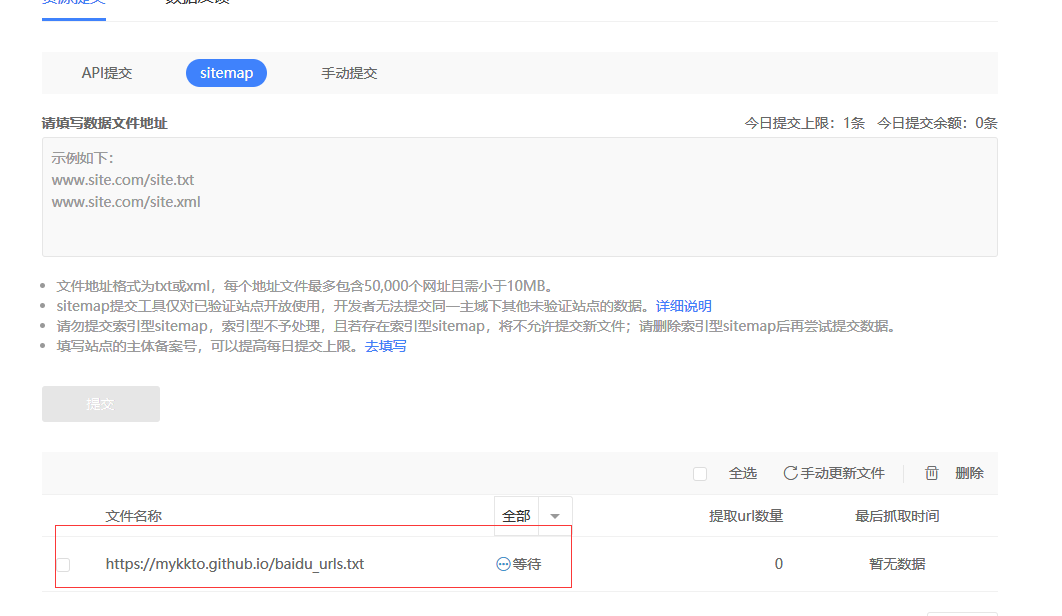 资源提交 数据反馈
API提交 sitemap 手动提交
请填写数据文件地址 今日提交上限：1条 今日提交余额：0条
示例如下：
www.site.com/site.txt
www.site.com/site.xml
文件地址格式为txt或xml，每个地址文件最多包含50,000个网址且需小于10MB。
sitemap提交工具仅对已验证站点开放使用，开发者无法提交同一主域下其他未验证站点的数据。详细说明
请勿提交索引型sitemap，索引型不予处理，且若存在索引型sitemap，将不允许提交新文件；请删除索引型sitemap后再尝试提交数据。
填写站点的主体备案号，可以提高每日提交上限。去填写
提交
全选 手动更新文件 删除
文件名称 全部 提取url数量 最后抓取时间
https://mykkto.github.io/baidu_urls.txt 等待 0 暂无数据